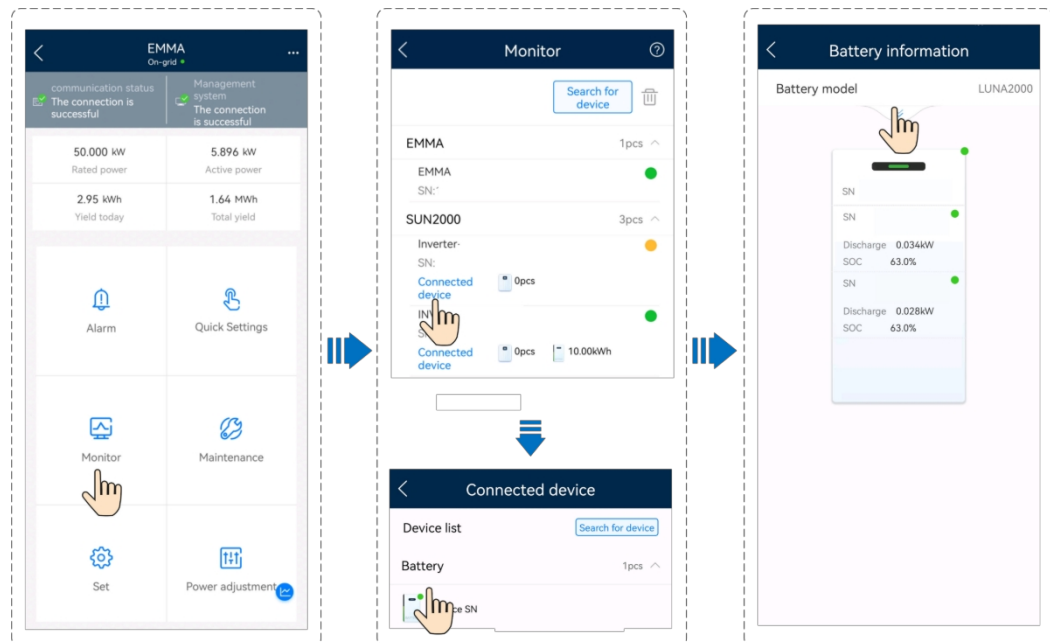 EMMA
On-grid
communication status
The connection is
successful
Management
system
The connection
is successful
50.000 kW
Rated power
5.896 kW
Active power
2.95 kWh
Yield today
1.64 MWh
Total yield
Alarm
Quick Settings
Monitor
Maintenance
Set
Power adjustment
Monitor
Search for
device
EMMA
1pcs
EMMA
SN:
SUN2000
3pcs
Inverter-
SN:
Connected
device
0pcs
Connected
device
0pcs
10.00kWh
Connected device
Device list
Search for device
Battery
1pcs
SN
Battery information
Battery model
LUNA2000
SN
SN
Discharge 0.034kW
SOC 63.0%
SN
Discharge 0.028kW
SOC 63.0%